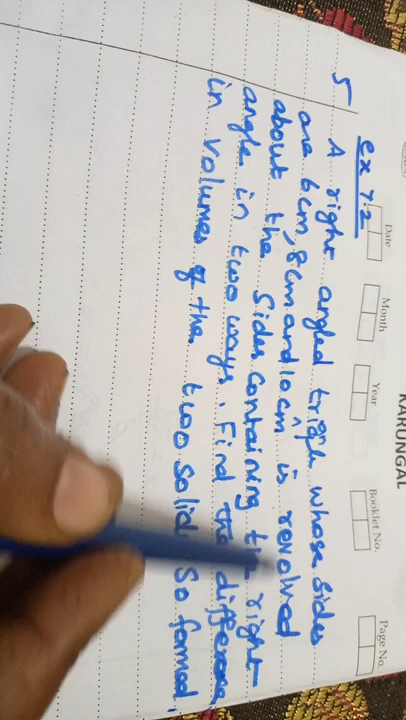 KARUNGAL
Date
Month
Year
Booklet No.
Page No.
ex 7.2
5 A right angled triple whose sides
are 6cm, 8cm and 10cm is revolved
about the sides containing the right
angle in two ways. Find the difference
in volumes of the two solid so formed.